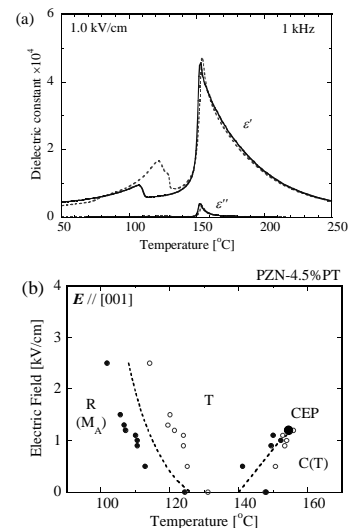 (a)
1.0 kV/cm 1 kHz
Dielectric constant ×10⁴
6
4
2
0
ε'
ε''
50 100 150 200 250
Temperature [°C]
PZN-4.5%PT
(b)
E // [001]
Electric Field [kV/cm]
4
3
2
1
0
R
(M_A)
T
CEP
C(T)
100 120 140 160
Temperature [°C]